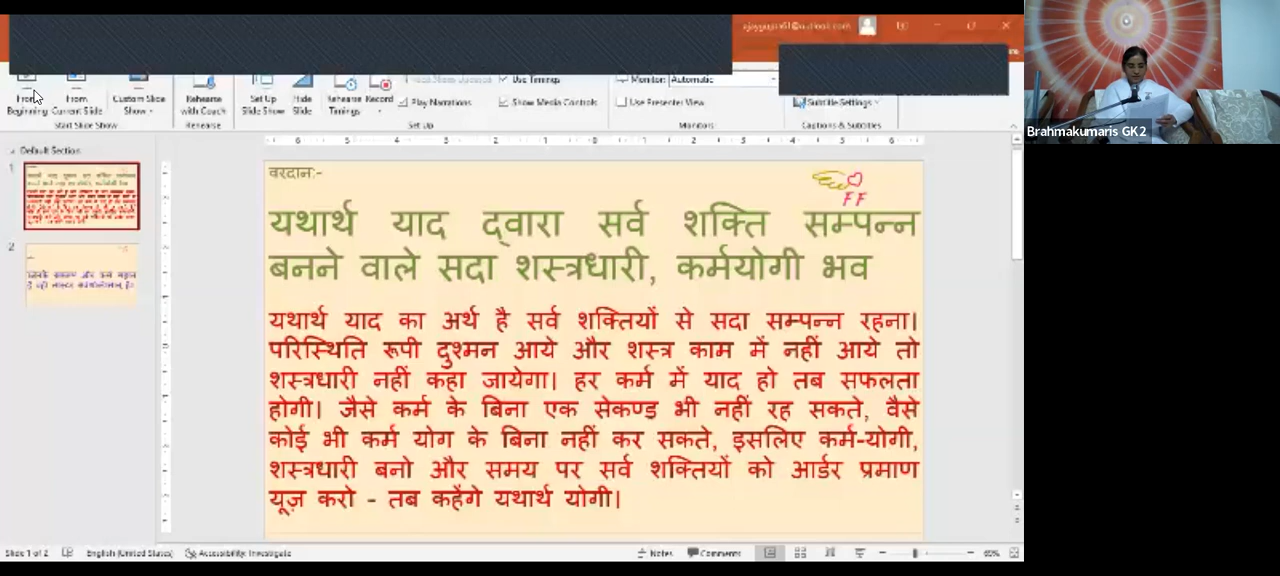 ajaygupta61@outlook.com
From Beginning
From Current Slide
Custom Slide Show
Rehearse with Coach
Set Up Slide Show
Hide Slide
Rehearse Timings
Record
Play Narrations
Use Timings
Show Media Controls
Monitor: Automatic
Use Presenter View
Subtitle Settings
Start Slide Show
Rehearse
Set Up
Monitors
Captions & Subtitles
Brahmakumaris GK2
Default Section
1
2
वरदान:-
FF
यथार्थ याद द्वारा सर्व शक्ति सम्पन्न
बनने वाले सदा शस्त्रधारी, कर्मयोगी भव
यथार्थ याद का अर्थ है सर्व शक्तियों से सदा सम्पन्न रहना।
परिस्थिति रूपी दुश्मन आये और शस्त्र काम में नहीं आये तो
शस्त्रधारी नहीं कहा जायेगा। हर कर्म में याद हो तब सफलता
होगी। जैसे कर्म के बिना एक सेकण्ड भी नहीं रह सकते, वैसे
कोई भी कर्म योग के बिना नहीं कर सकते, इसलिए कर्म-योगी,
शस्त्रधारी बनो और समय पर सर्व शक्तियों को आर्डर प्रमाण
यूज़ करो - तब कहेंगे यथार्थ योगी।
Slide 1 of 2
English (United States)
Accessibility: Investigate
Notes
Comments